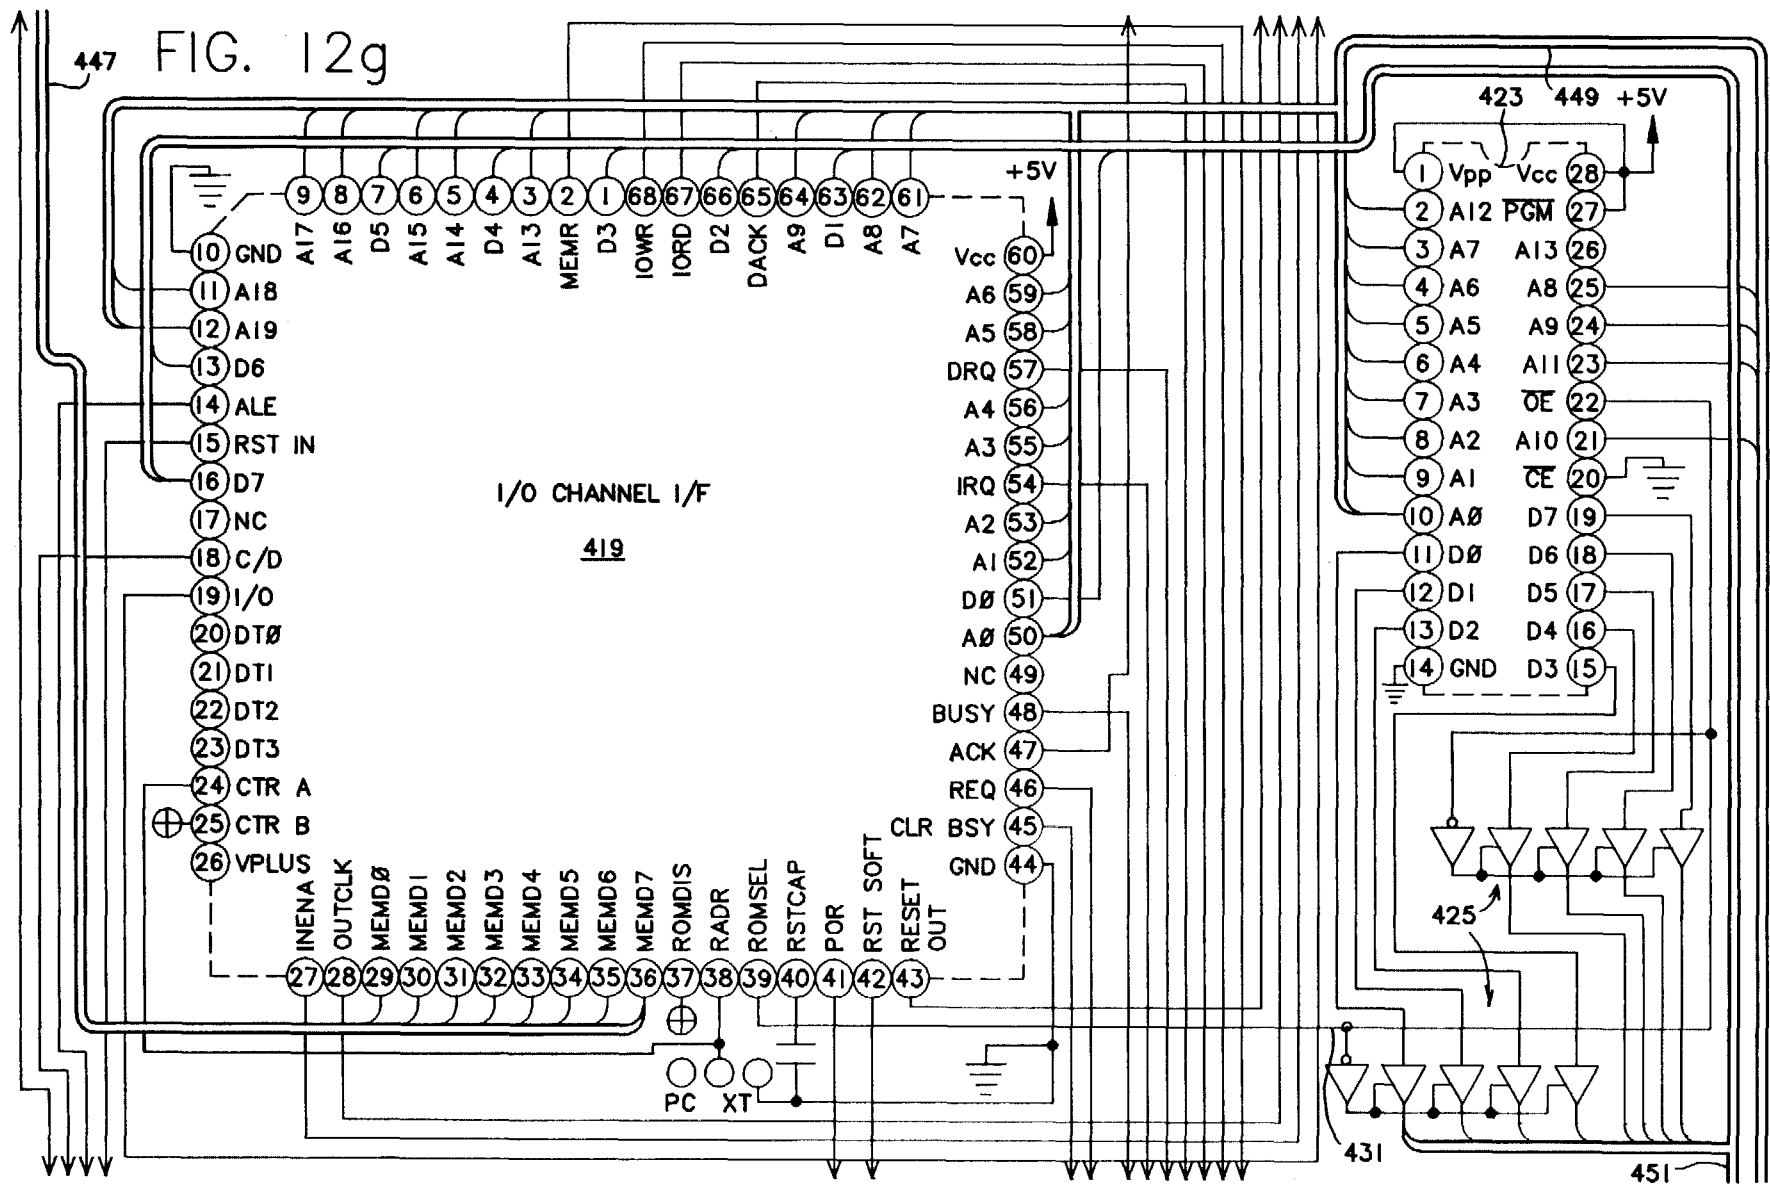 FIG. 12g
447
449
423
+5V
+5V
9 8 7 6 5 4 3 2 1 68 67 66 65 64 63 62 61
A17 A16 D5 A15 A14 D4 A13 MEMR D3 IOWR IORD D2 DACK A9 D1 A8 A7
10 GND
11 A18
12 A19
13 D6
14 ALE
15 RST IN
16 D7
17 NC
18 C/D
19 I/O
20 DTØ
21 DT1
22 DT2
23 DT3
24 CTR A
25 CTR B
26 VPLUS
I/O CHANNEL I/F
419
Vcc 60
A6 59
A5 58
DRQ 57
A4 56
A3 55
IRQ 54
A2 53
A1 52
DØ 51
AØ 50
NC 49
BUSY 48
ACK 47
REQ 46
CLR BSY 45
GND 44
INENA OUTCLK MEMDØ MEMD1 MEMD2 MEMD3 MEMD4 MEMD5 MEMD6 MEMD7 ROMDIS RADR ROMSEL RSTCAP POR RST SOFT RESET OUT
27 28 29 30 31 32 33 34 35 36 37 38 39 40 41 42 43
PC XT
1 Vpp Vcc 28
2 A12 PGM 27
3 A7 A13 26
4 A6 A8 25
5 A5 A9 24
6 A4 A11 23
7 A3 OE 22
8 A2 A10 21
9 A1 CE 20
10 AØ D7 19
11 DØ D6 18
12 D1 D5 17
13 D2 D4 16
14 GND D3 15
425
431
451